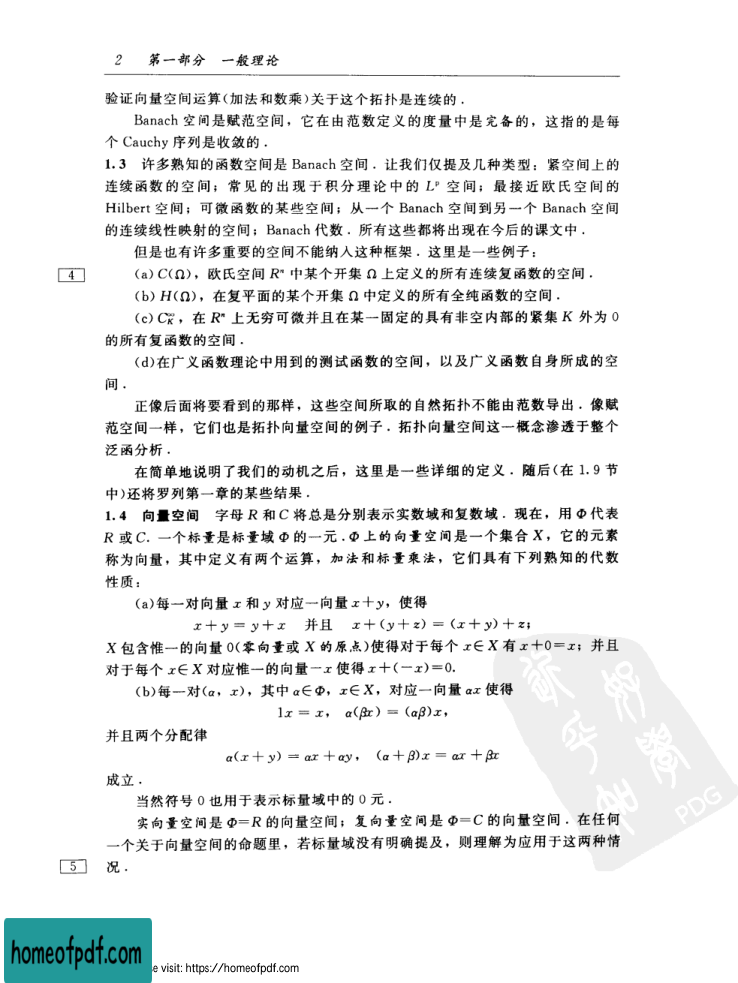 2 第一部分 一般理论
验证向量空间运算(加法和数乘)关于这个拓扑是连续的．
Banach 空间是赋范空间，它在由范数定义的度量中是完备的，这指的是每
个 Cauchy 序列是收敛的．
1.3 许多熟知的函数空间是 Banach 空间．让我们仅提及几种类型：紧空间上的
连续函数的空间；常见的出现于积分理论中的 Lᵖ 空间；最接近欧氏空间的
Hilbert 空间；可微函数的某些空间；从一个 Banach 空间到另一个 Banach 空间
的连续线性映射的空间；Banach 代数．所有这些都将出现在今后的课文中．
但是也有许多重要的空间不能纳入这种框架．这里是一些例子：
4 (a) C(Ω)，欧氏空间 Rⁿ 中某个开集 Ω 上定义的所有连续复函数的空间．
(b) H(Ω)，在复平面的某个开集 Ω 中定义的所有全纯函数的空间．
(c) C_K^∞，在 Rⁿ 上无穷可微并且在某一固定的具有非空内部的紧集 K 外为 0
的所有复函数的空间．
(d)在广义函数理论中用到的测试函数的空间，以及广义函数自身所成的空
间．
正像后面将要看到的那样，这些空间所取的自然拓扑不能由范数导出．像赋
范空间一样，它们也是拓扑向量空间的例子．拓扑向量空间这一概念渗透于整个
泛函分析．
在简单地说明了我们的动机之后，这里是一些详细的定义．随后(在 1.9 节
中)还将罗列第一章的某些结果．
1.4 向量空间 字母 R 和 C 将总是分别表示实数域和复数域．现在，用 Φ 代表
R 或 C. 一个标量是标量域 Φ 的一元．Φ 上的向量空间是一个集合 X，它的元素
称为向量，其中定义有两个运算，加法和标量乘法，它们具有下列熟知的代数
性质：
(a)每一对向量 x 和 y 对应一向量 x＋y，使得
x＋y＝y＋x 并且 x＋(y＋z)＝(x＋y)＋z；
X 包含惟一的向量 0(零向量或 X 的原点)使得对于每个 x∈X 有 x＋0＝x；并且
对于每个 x∈X 对应惟一的向量－x 使得 x＋(－x)＝0.
(b)每一对(α，x)，其中 α∈Φ，x∈X，对应一向量 αx 使得
1x＝x， α(βx)＝(αβ)x，
并且两个分配律
α(x＋y)＝αx＋αy， (α＋β)x＝αx＋βx
成立．
当然符号 0 也用于表示标量域中的 0 元．
实向量空间是 Φ＝R 的向量空间；复向量空间是 Φ＝C 的向量空间．在任何
一个关于向量空间的命题里，若标量域没有明确提及，则理解为应用于这两种情
5 况．
PDG
homeofpdf.com
e visit: https://homeofpdf.com